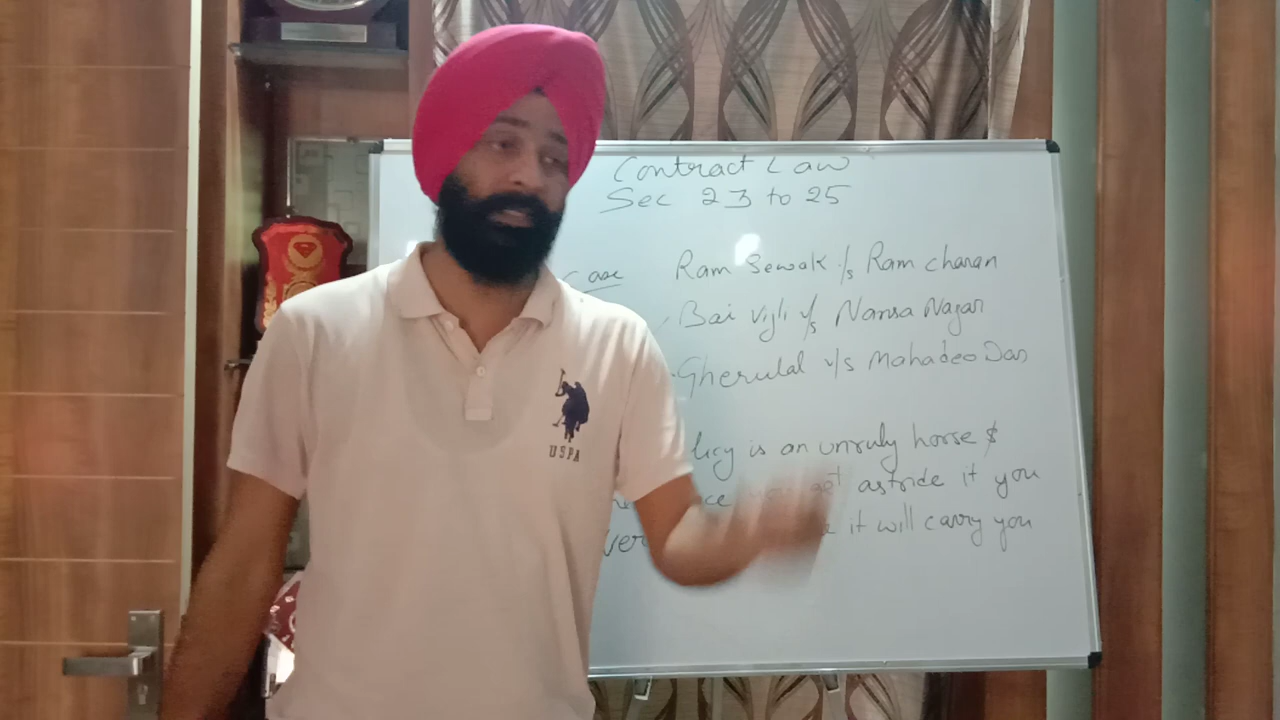 Contract Law
Sec 23 to 25
Case Ram Sewak v/s Ram charan
Bai Vijli v/s Nansa Nagar
Gherulal v/s Mahadeo Das
licy is an unruly horse &
astride it you
it will carry you
USPA